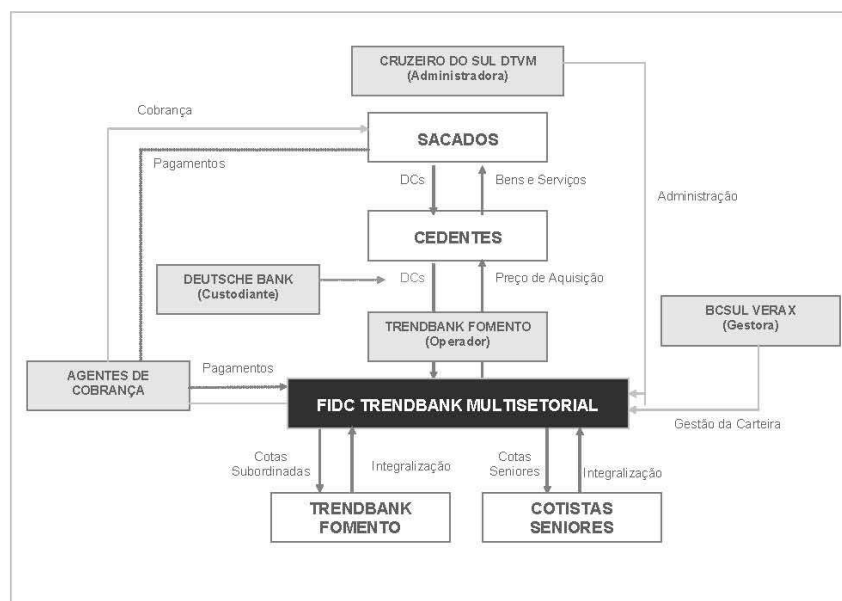 CRUZEIRO DO SUL DTVM
(Administradora)
Cobrança
SACADOS
Pagamentos
DCs
Bens e Serviços
Administração
CEDENTES
DEUTSCHE BANK
(Custodiante)
DCs
Preço de Aquisição
BCSUL VERAX
(Gestora)
TRENDBANK FOMENTO
(Operador)
AGENTES DE
COBRANÇA
Pagamentos
FIDC TRENDBANK MULTISETORIAL
Gestão da Carteira
Cotas
Subordinadas
Integralização
Cotas
Seniores
Integralização
TRENDBANK
FOMENTO
COTISTAS
SENIORES